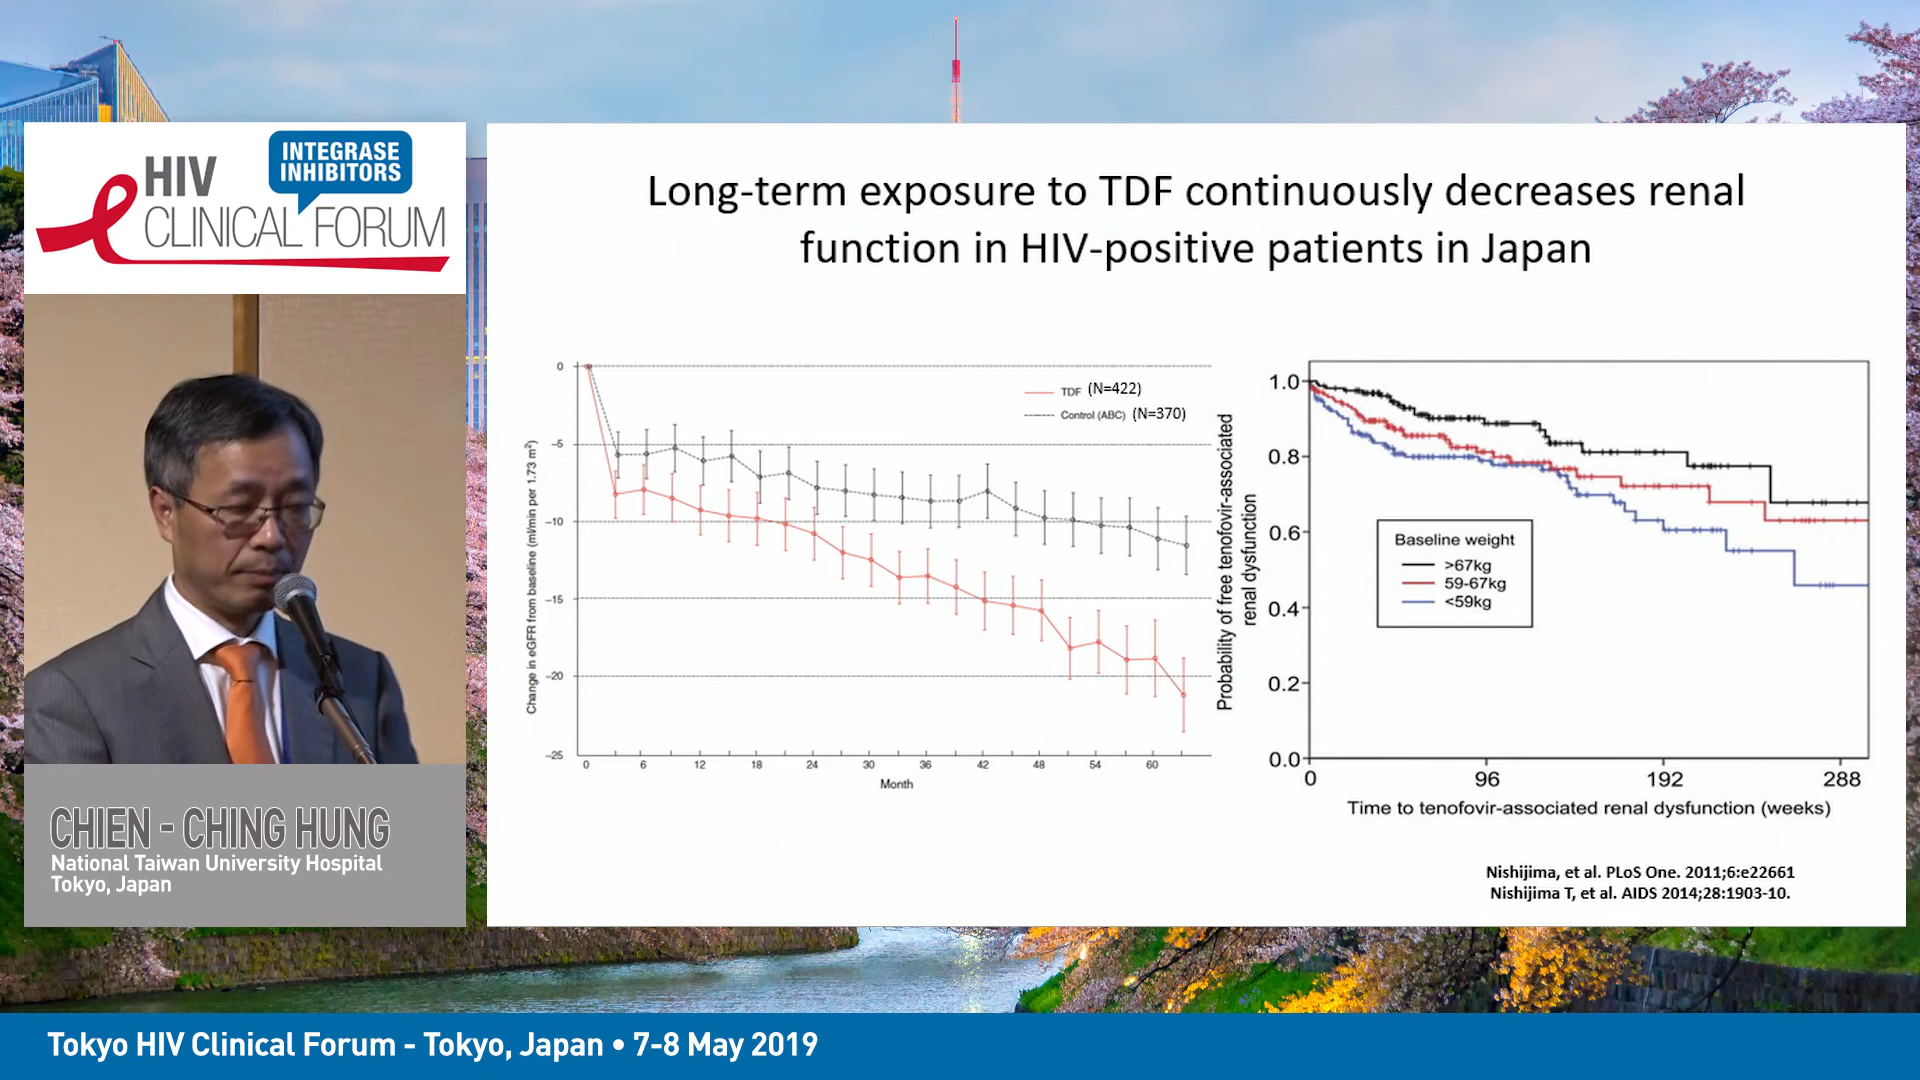 HIV
INTEGRASE
INHIBITORS
CLINICAL FORUM
CHIEN - CHING HUNG
National Taiwan University Hospital
Tokyo, Japan
Long-term exposure to TDF continuously decreases renal
function in HIV-positive patients in Japan
Change in eGFR from baseline (ml/min per 1.73 m²)
0
−5
−10
−15
−20
−25
TDF (N=422)
Control (ABC) (N=370)
0 6 12 18 24 30 36 42 48 54 60
Month
Probability of free tenofovir-associated
renal dysfunction
1.0
0.8
0.6
0.4
0.2
0.0
Baseline weight
>67kg
59-67kg
<59kg
0 96 192 288
Time to tenofovir-associated renal dysfunction (weeks)
Nishijima, et al. PLoS One. 2011;6:e22661
Nishijima T, et al. AIDS 2014;28:1903-10.
Tokyo HIV Clinical Forum - Tokyo, Japan • 7-8 May 2019